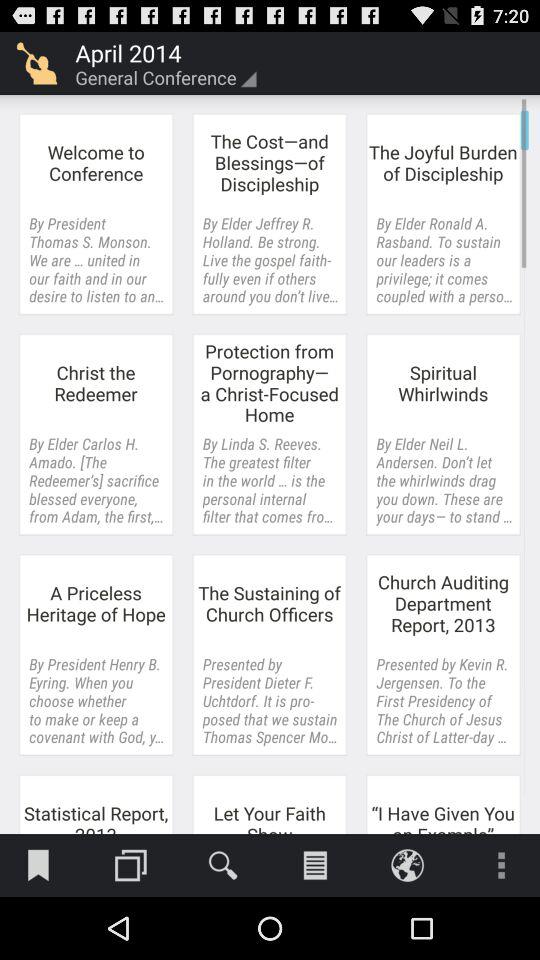 7:20
April 2014
General Conference
Welcome to
Conference
By President
Thomas S. Monson.
We are … united in
our faith and in our
desire to listen to an…
The Cost—and
Blessings—of
Discipleship
By Elder Jeffrey R.
Holland. Be strong.
Live the gospel faith-
fully even if others
around you don't live…
The Joyful Burden
of Discipleship
By Elder Ronald A.
Rasband. To sustain
our leaders is a
privilege; it comes
coupled with a perso…
Christ the
Redeemer
By Elder Carlos H.
Amado. [The
Redeemer's] sacrifice
blessed everyone,
from Adam, the first,…
Protection from
Pornography—
a Christ-Focused
Home
By Linda S. Reeves.
The greatest filter
in the world … is the
personal internal
filter that comes fro…
Spiritual
Whirlwinds
By Elder Neil L.
Andersen. Don't let
the whirlwinds drag
you down. These are
your days— to stand …
A Priceless
Heritage of Hope
By President Henry B.
Eyring. When you
choose whether
to make or keep a
covenant with God, y…
The Sustaining of
Church Officers
Presented by
President Dieter F.
Uchtdorf. It is pro-
posed that we sustain
Thomas Spencer Mo…
Church Auditing
Department
Report, 2013
Presented by Kevin R.
Jergensen. To the
First Presidency of
The Church of Jesus
Christ of Latter-day …
Statistical Report,
2013
Let Your Faith
Show
“I Have Given You
an Example”